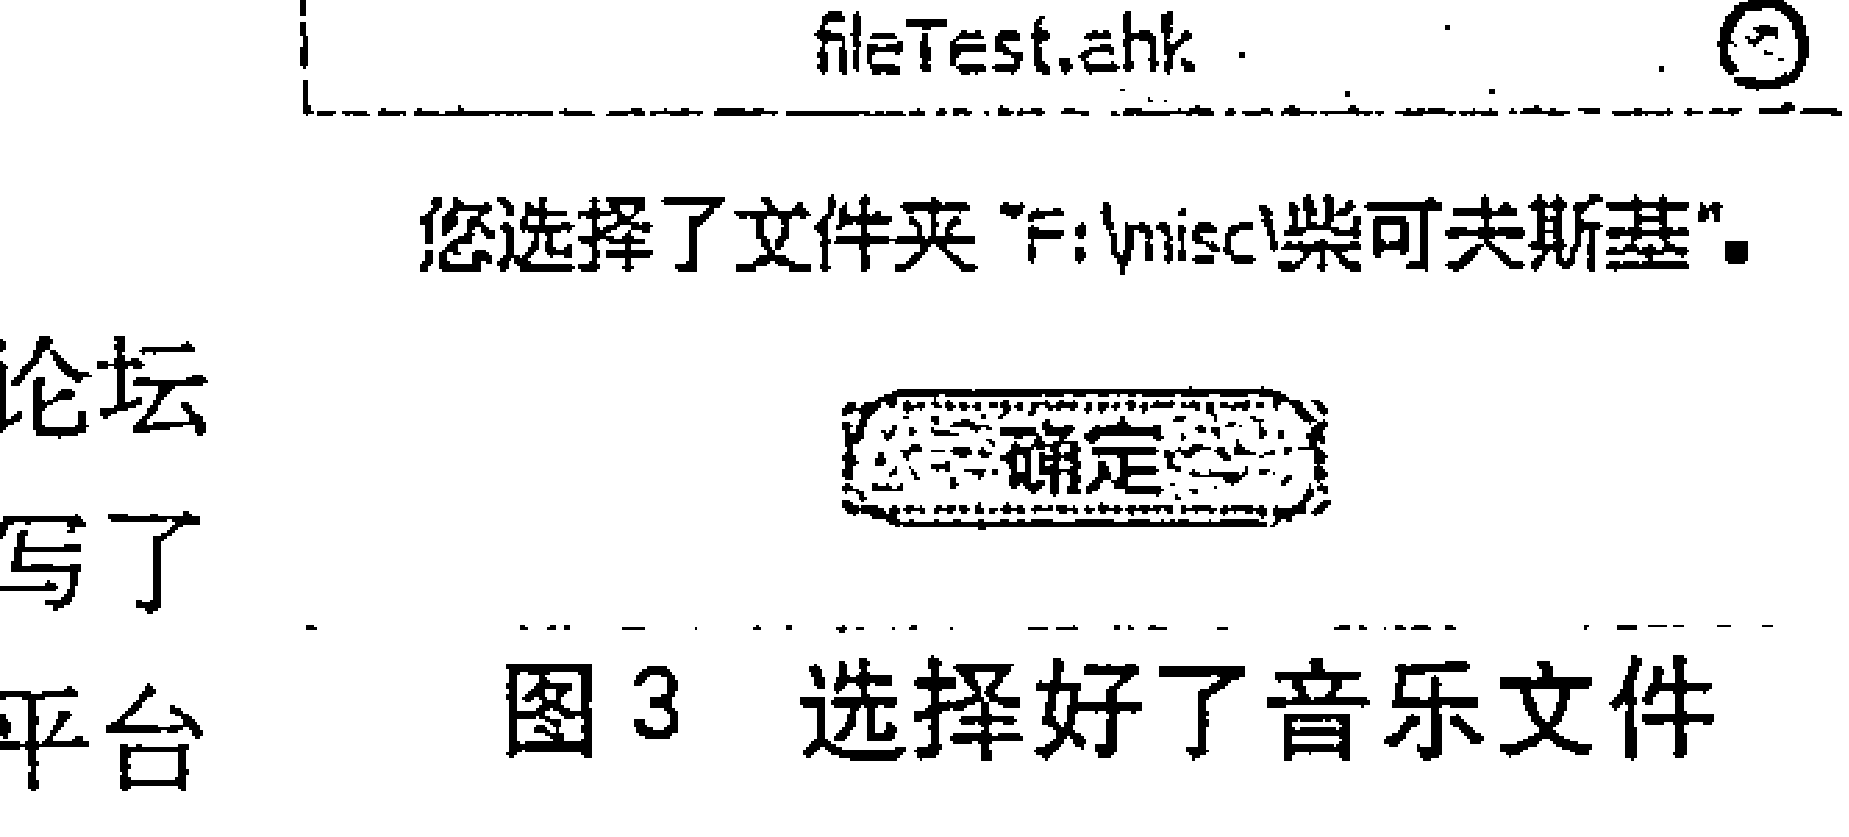 fileTest.ahk
您选择了文件夹 "F:\misc\柴可夫斯基"。
确定
图 3 选择好了音乐文件
论坛
写了
平台